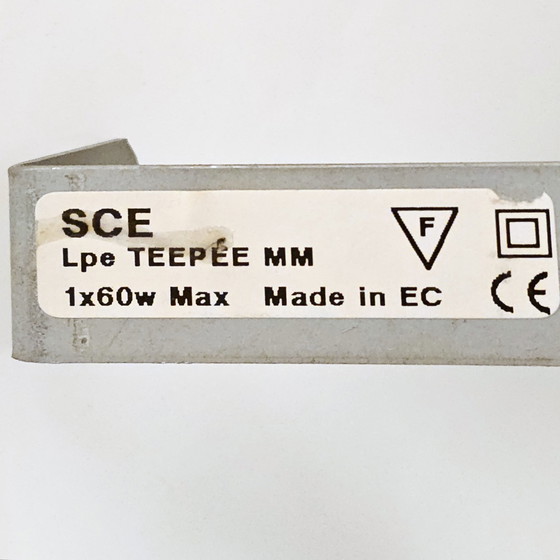 SCE
Lpe TEEPEE MM
1x60w Max Made in EC
F
CE